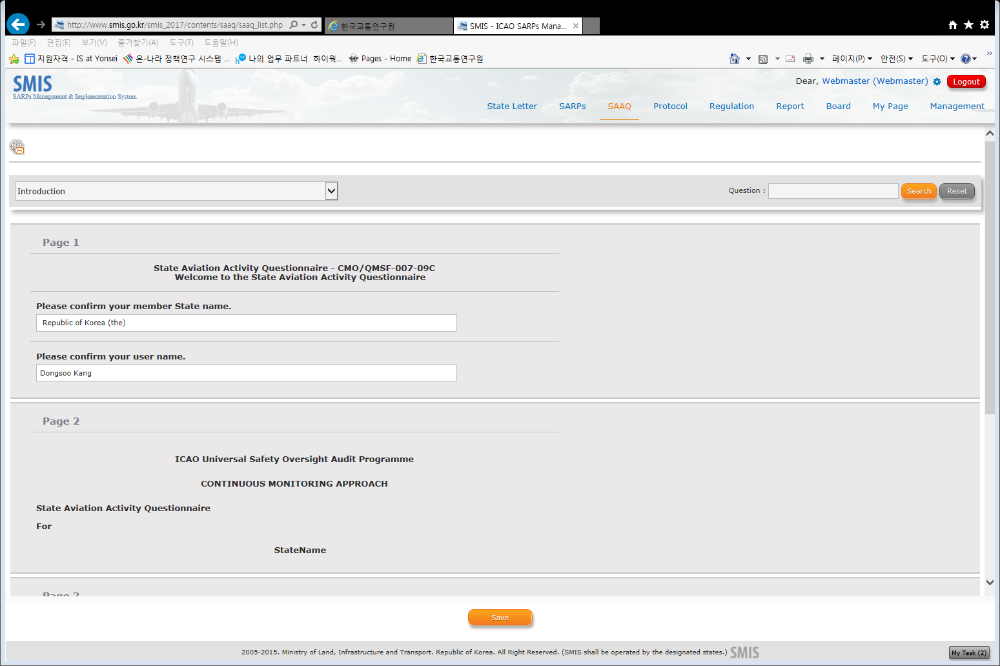 http://www.smis.go.kr/smis_2017/contents/saaq/saaq_list.php
한국교통연구원
SMIS - ICAO SARPs Mana...
파일(F) 편집(E) 보기(V) 즐겨찾기(A) 도구(T) 도움말(H)
지원자격 - IS at Yonsei 온-나라 정책연구 시스템 ... 나의 업무 파트너 하이웍... Pages - Home 한국교통연구원 페이지(P) 안전(S) 도구(O)
SMIS
SARPs Management & Implementation System
Dear, Webmaster (Webmaster) Logout
State Letter SARPs SAAQ Protocol Regulation Report Board My Page Management
Introduction
Question : Search Reset
Page 1
State Aviation Activity Questionnaire - CMO/QMSF-007-09C
Welcome to the State Aviation Activity Questionnaire
Please confirm your member State name.
Republic of Korea (the)
Please confirm your user name.
Dongsoo Kang
Page 2
ICAO Universal Safety Oversight Audit Programme
CONTINUOUS MONITORING APPROACH
State Aviation Activity Questionnaire
For
StateName
Page 3
Save
2005-2015. Ministry of Land, Infrastructure and Transport. Republic of Korea. All Right Reserved. (SMIS shall be operated by the designated states.) SMIS
My Task (2)